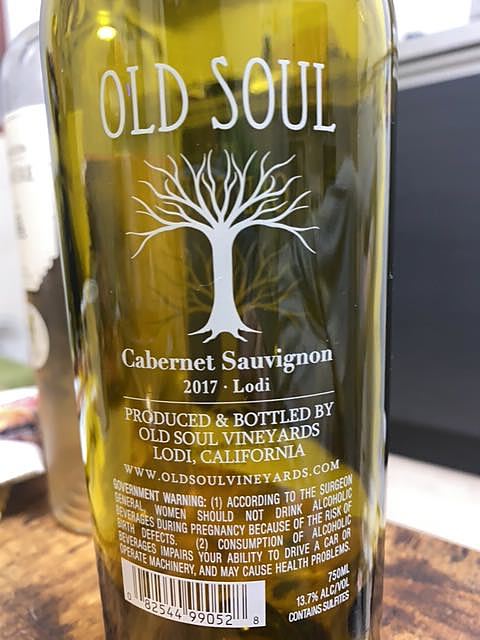 OLD SOUL
Cabernet Sauvignon
2017 · Lodi
PRODUCED & BOTTLED BY
OLD SOUL VINEYARDS
LODI, CALIFORNIA
WWW.OLDSOULVINEYARDS.COM
GOVERNMENT WARNING: (1) ACCORDING TO THE SURGEON
GENERAL WOMEN SHOULD NOT DRINK ALCOHOLIC
BEVERAGES DURING PREGNANCY BECAUSE OF THE RISK OF
BIRTH DEFECTS. (2) CONSUMPTION OF ALCOHOLIC
BEVERAGES IMPAIRS YOUR ABILITY TO DRIVE A CAR OR
OPERATE MACHINERY, AND MAY CAUSE HEALTH PROBLEMS.
750ML
13.7% ALC/VOL
CONTAINS SULFITES
0 82544 99052 8